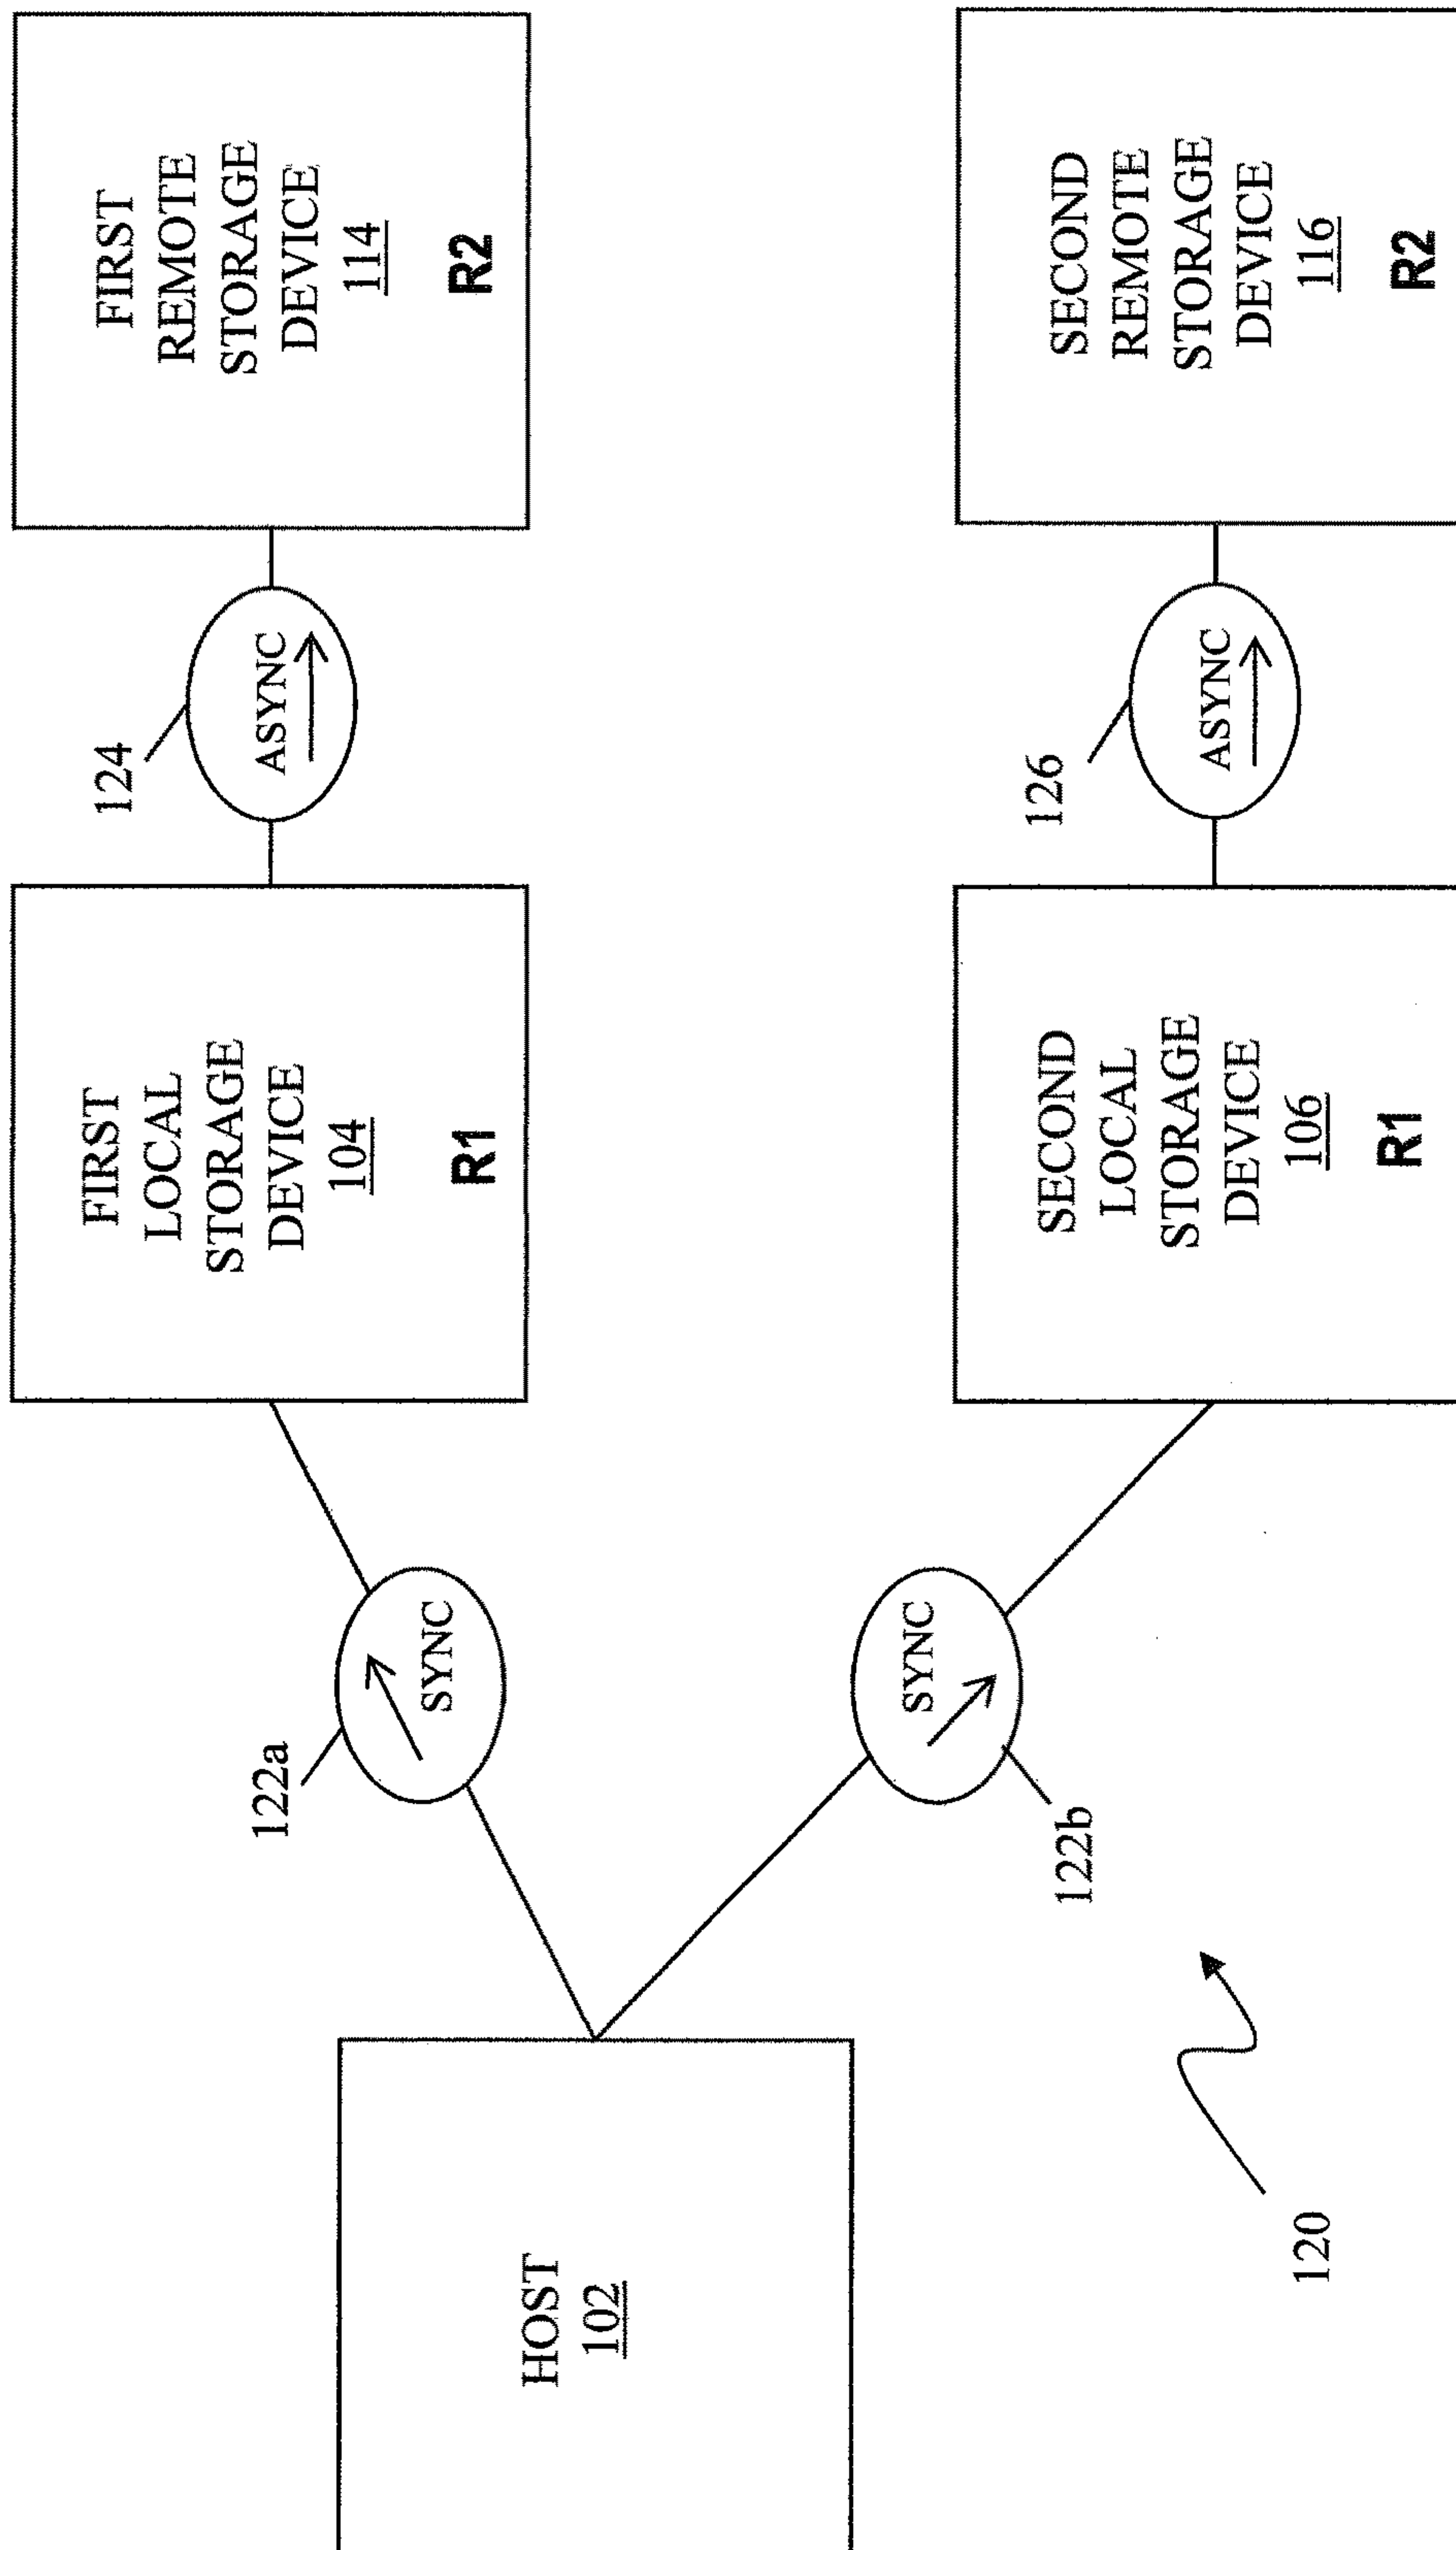 FIRST
REMOTE
STORAGE
DEVICE
114
R2
SECOND
REMOTE
STORAGE
DEVICE
116
R2
124
ASYNC
126
ASYNC
FIRST
LOCAL
STORAGE
DEVICE
104
R1
SECOND
LOCAL
STORAGE
DEVICE
106
R1
122a
SYNC
SYNC
122b
HOST
102
120